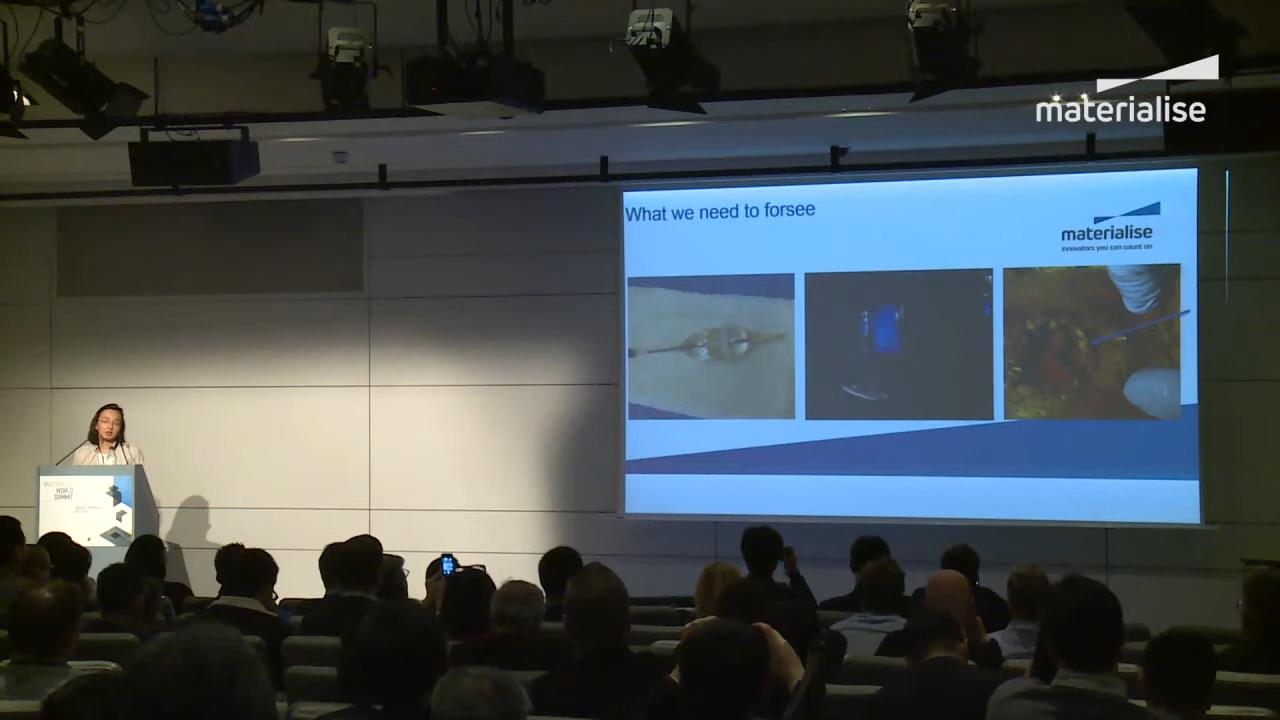 materialise
What we need to forsee
materialise
innovators you can count on
WORLD
SUMMIT